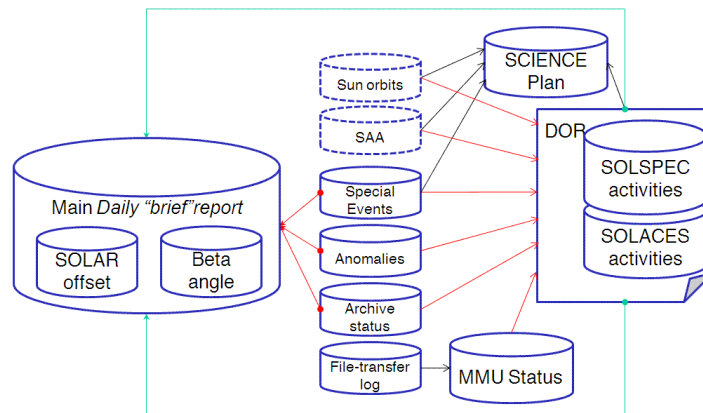 SCIENCE
Plan
Sun orbits
SAA
DOR
SOLSPEC
activities
Special
Events
Main Daily “brief”report
SOLACES
activities
SOLAR
offset
Beta
angle
Anomalies
Archive
status
File-transfer
log
MMU Status